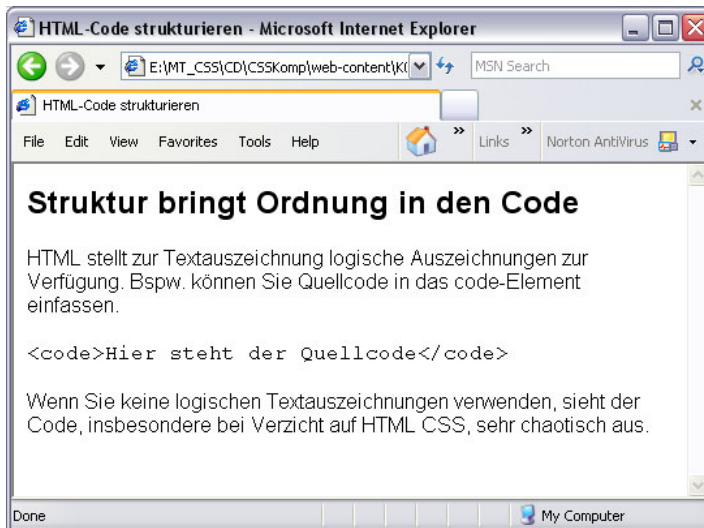 HTML-Code strukturieren - Microsoft Internet Explorer
E:\MT_CSS\CD\CSSKomp\web-content\K( MSN Search
HTML-Code strukturieren
File Edit View Favorites Tools Help » Links » Norton AntiVirus
Struktur bringt Ordnung in den Code
HTML stellt zur Textauszeichnung logische Auszeichnungen zur
Verfügung. Bspw. können Sie Quellcode in das code-Element
einfassen.
<code>Hier steht der Quellcode</code>
Wenn Sie keine logischen Textauszeichnungen verwenden, sieht der
Code, insbesondere bei Verzicht auf HTML CSS, sehr chaotisch aus.
Done My Computer